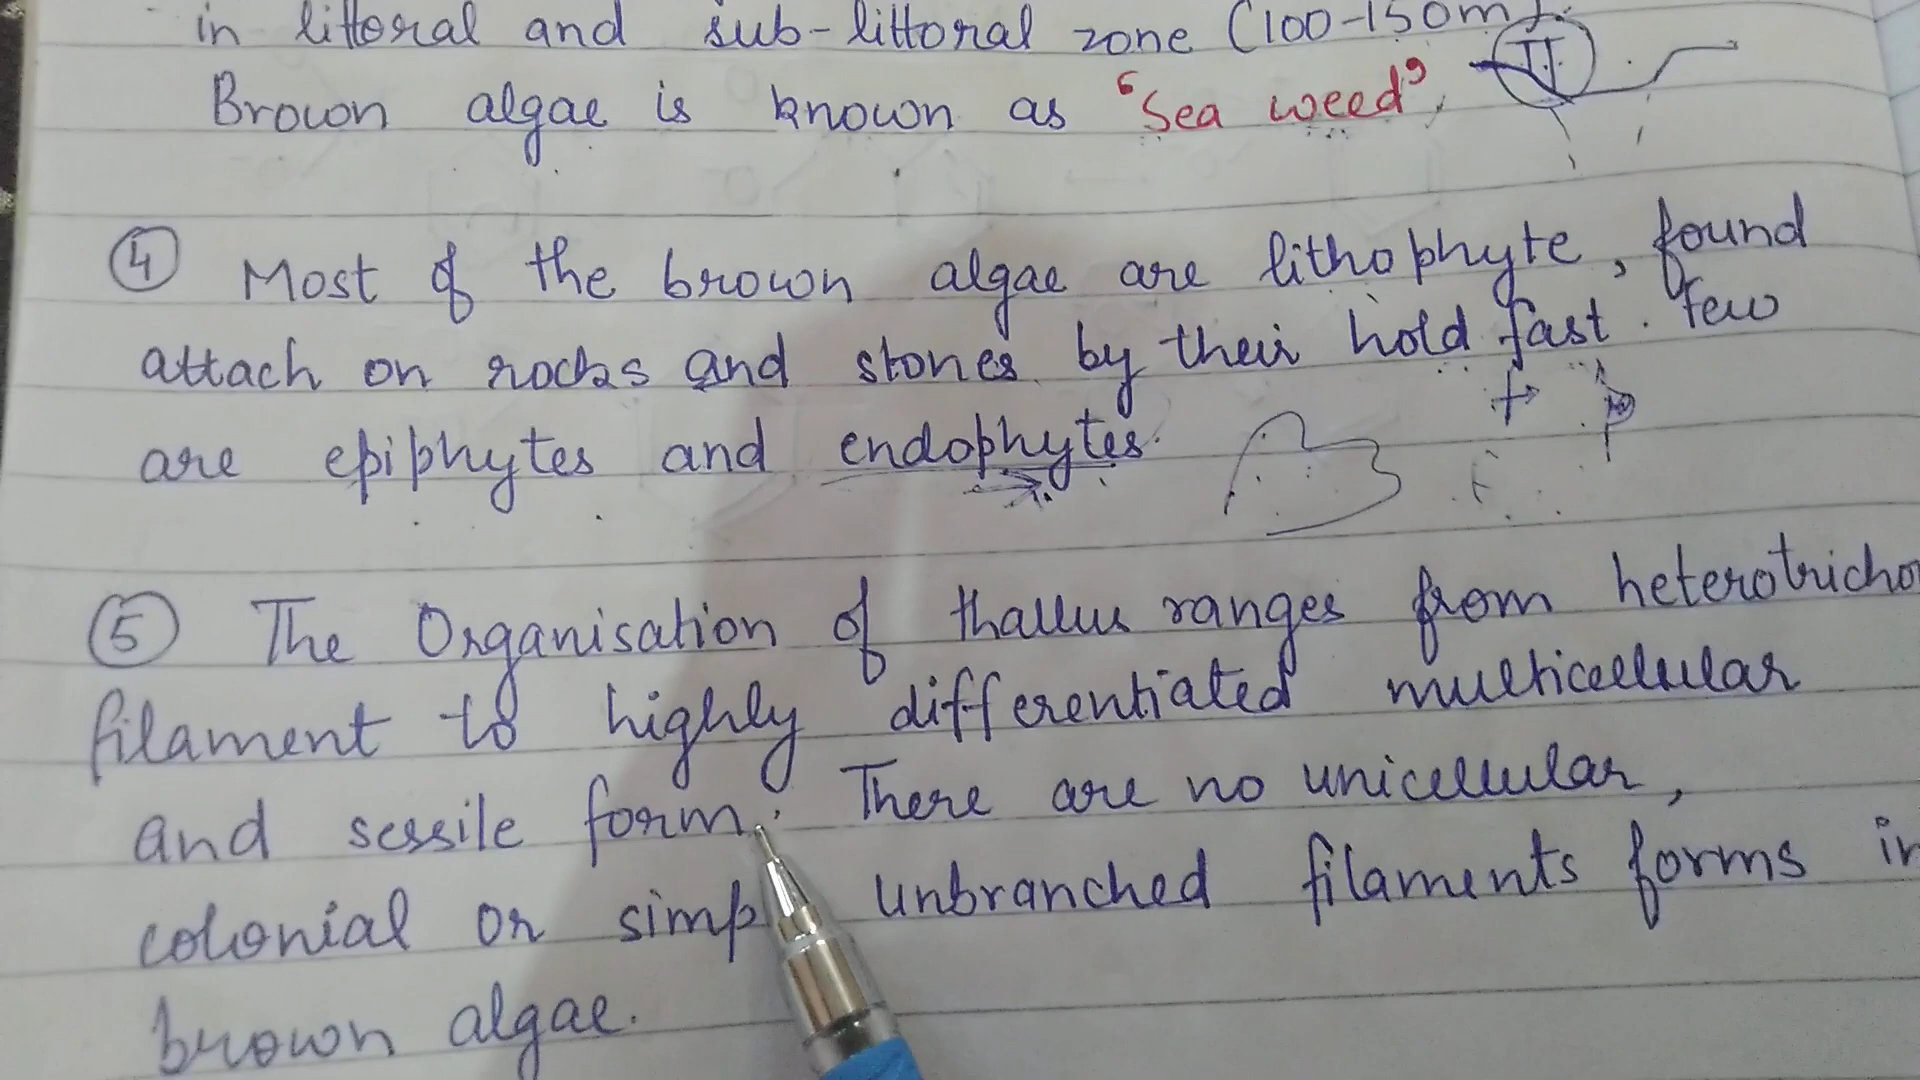 in littoral and sub-littoral zone (100-150m).
Brown algae is known as "Sea weed",
④ Most of the brown algae are lithophyte, found
attach on rocks and stones by their hold fast. few
are epiphytes and endophytes.
⑤ The Organisation of thallus ranges from heterotricho
filament to highly differentiated multicellular
and sessile form. There are no unicellular,
colonial or simp unbranched filaments forms in
brown algae.